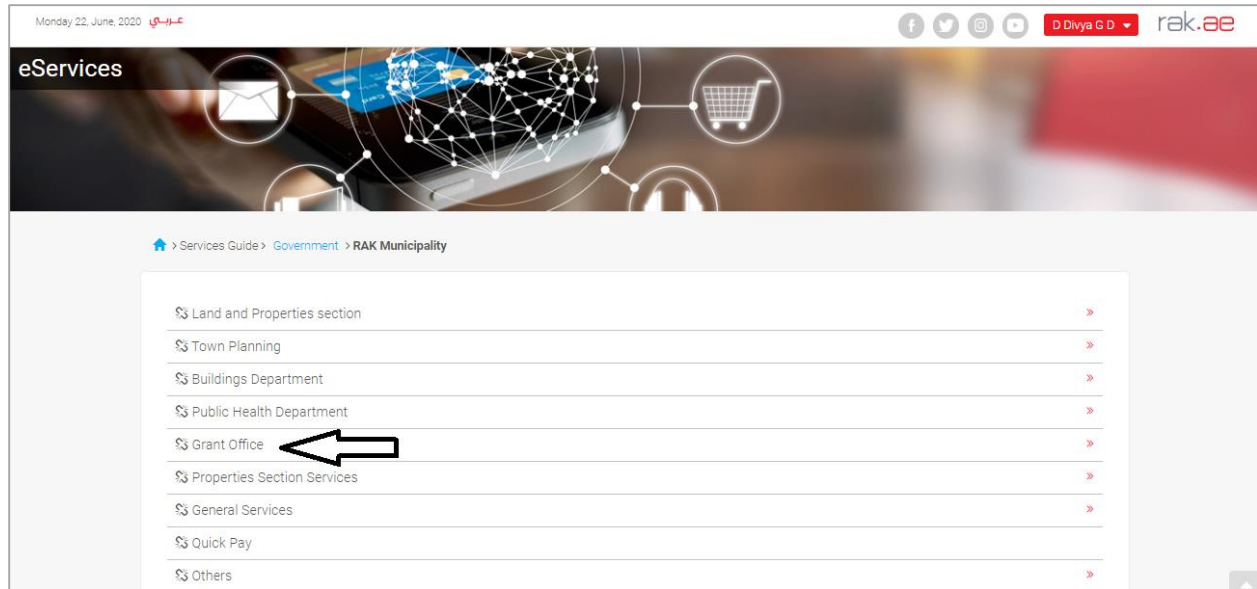 Monday 22, June, 2020 عـربـي
D Divya G D
rak.ae
eServices
> Services Guide > Government > RAK Municipality
Land and Properties section
Town Planning
Buildings Department
Public Health Department
Grant Office
Properties Section Services
General Services
Quick Pay
Others